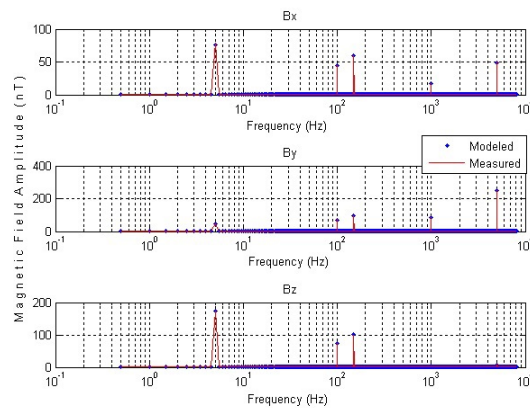 Bx
100
50
0
10^-1 10^0 10^1 10^2 10^3 10
Frequency (Hz)
Magnetic Field Amplitude (nT)
Modeled
Measured
By
400
200
0
10^-1 10^0 10^1 10^2 10^3 10
Frequency (Hz)
Bz
200
100
0
10^-1 10^0 10^1 10^2 10^3 10
Frequency (Hz)